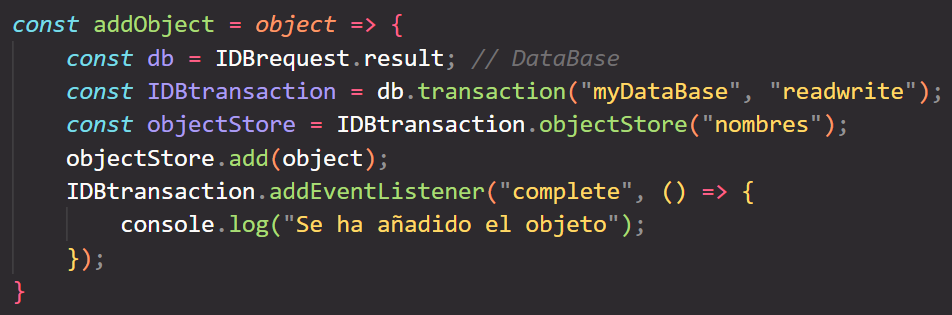 const addObject = object => {
    const db = IDBrequest.result; // DataBase
    const IDBtransaction = db.transaction("myDataBase", "readwrite");
    const objectStore = IDBtransaction.objectStore("nombres");
    objectStore.add(object);
    IDBtransaction.addEventListener("complete", () => {
        console.log("Se ha añadido el objeto");
    });
}